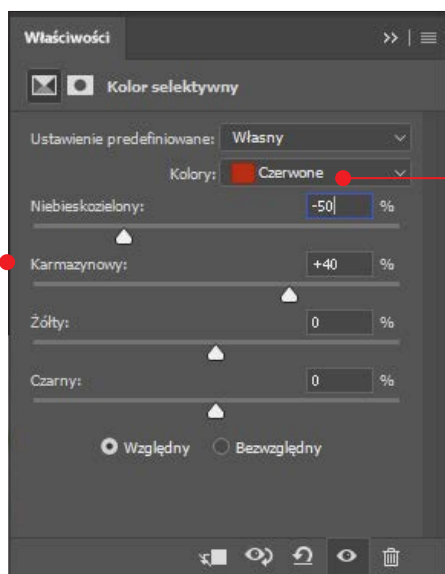 Właściwości
Kolor selektywny
Ustawienie predefiniowane: Własny
Kolory: Czerwone
Niebieskozielony: -50 %
Karmazynowy: +40 %
Żółty: 0 %
Czarny: 0 %
Względny Bezwzględny